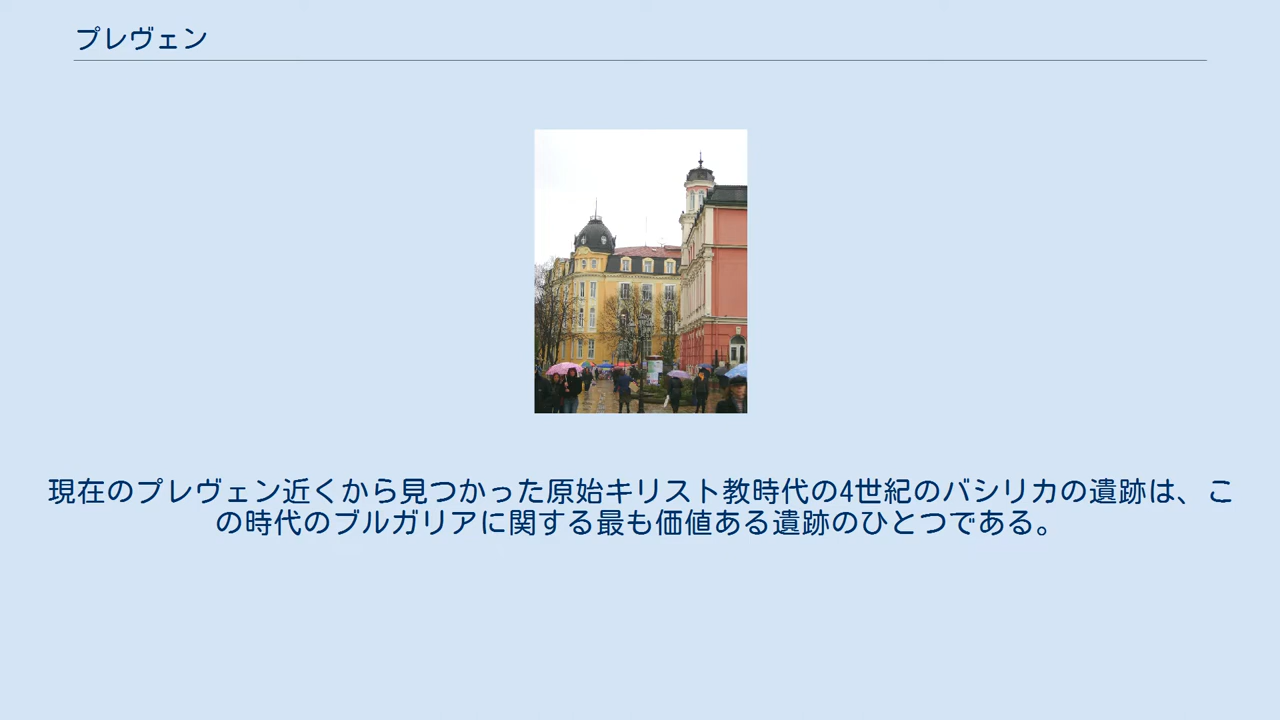 プレヴェン
現在のプレヴェン近くから見つかった原始キリスト教時代の4世紀のバシリカの遺跡は、こ
の時代のブルガリアに関する最も価値ある遺跡のひとつである。